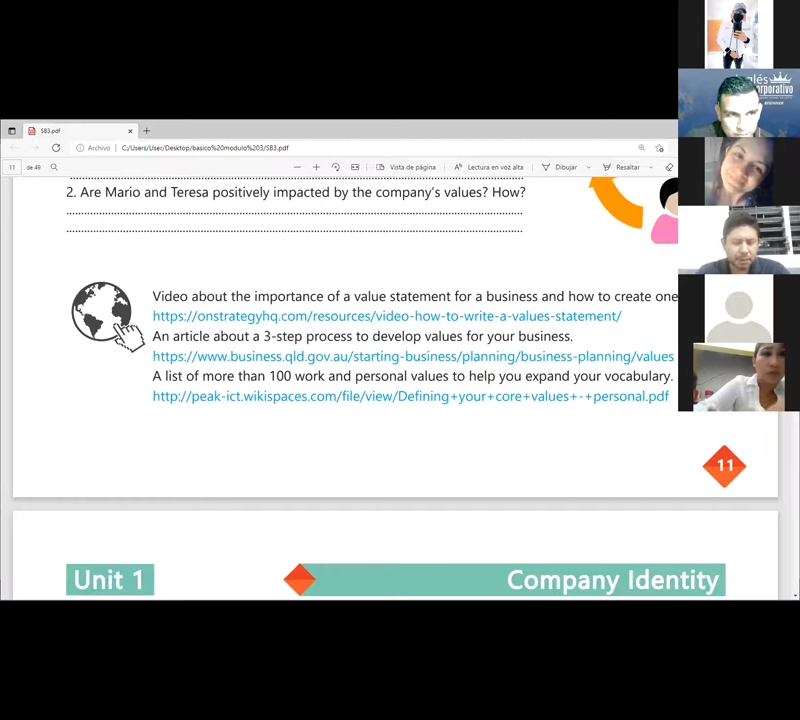 SB3.pdf
Archivo
C:/Users/User/Desktop/basico%20modulo%203/SB3.pdf
11
de 49
Vista de página
Lectura en voz alta
Dibujar
Resaltar
2. Are Mario and Teresa positively impacted by the company's values? How?
Video about the importance of a value statement for a business and how to create one
https://onstrategyhq.com/resources/video-how-to-write-a-values-statement/
An article about a 3-step process to develop values for your business.
https://www.business.qld.gov.au/starting-business/planning/business-planning/values
A list of more than 100 work and personal values to help you expand your vocabulary.
http://peak-ict.wikispaces.com/file/view/Defining+your+core+values+-+personal.pdf
11
Unit 1
Company Identity
BEGINNER